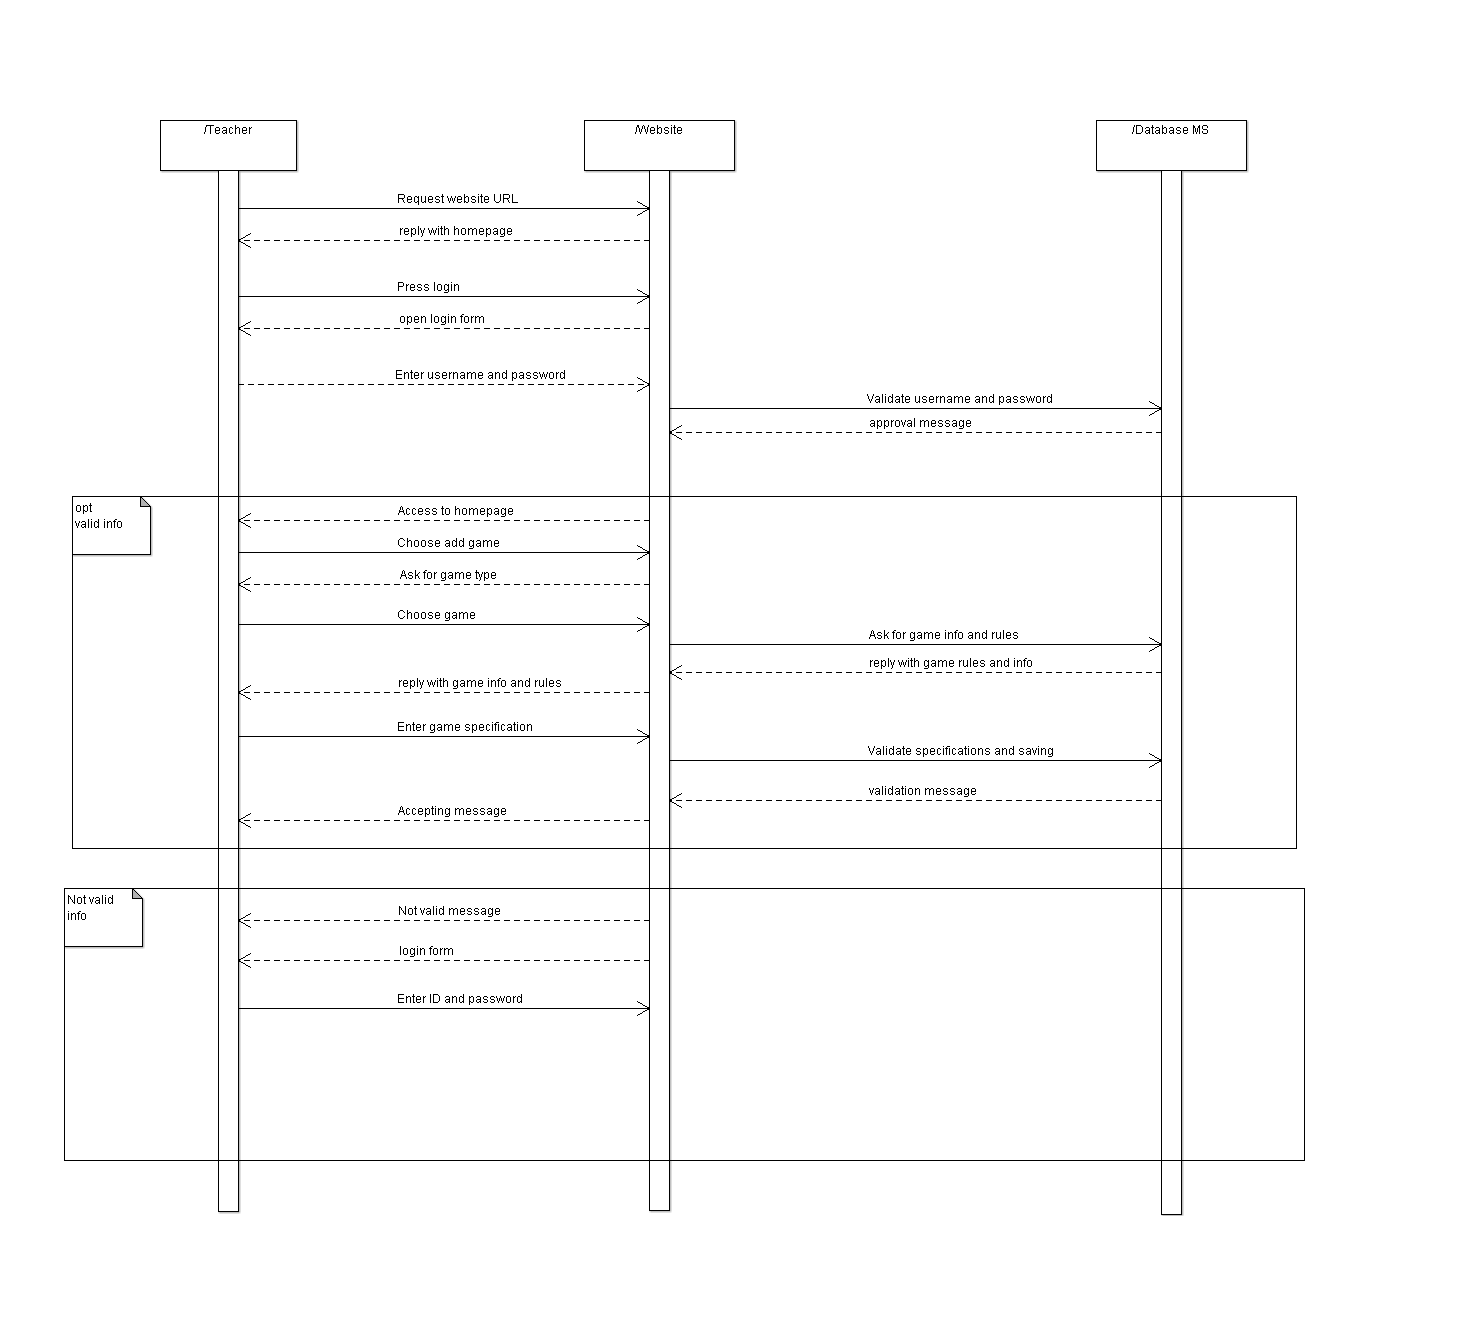 /Teacher
/Website
/Database MS
Request website URL
reply with homepage
Press login
open login form
Enter username and password
Validate username and password
approval message
opt
valid info
Access to homepage
Choose add game
Ask for game type
Choose game
Ask for game info and rules
reply with game rules and info
reply with game info and rules
Enter game specification
Validate specifications and saving
validation message
Accepting message
Not valid
info
Not valid message
login form
Enter ID and password